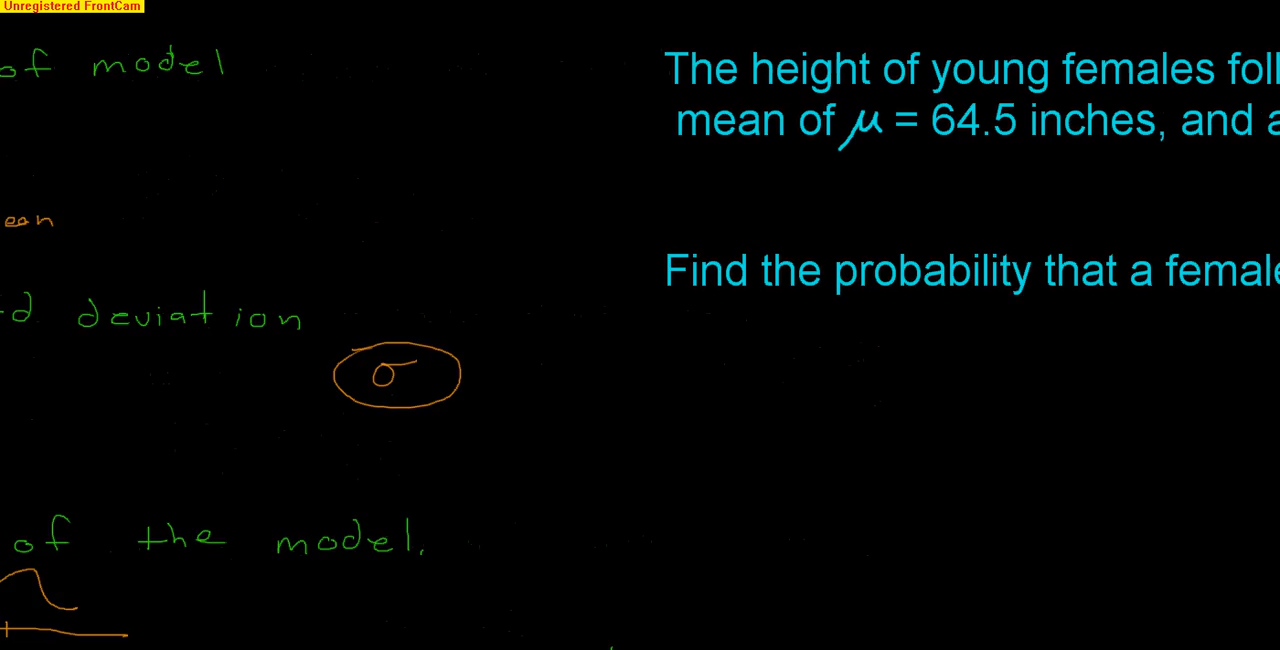 Unregistered FrontCam
of model
ean
d deviation
σ
of the model.
The height of young females foll
mean of μ = 64.5 inches, and a
Find the probability that a female